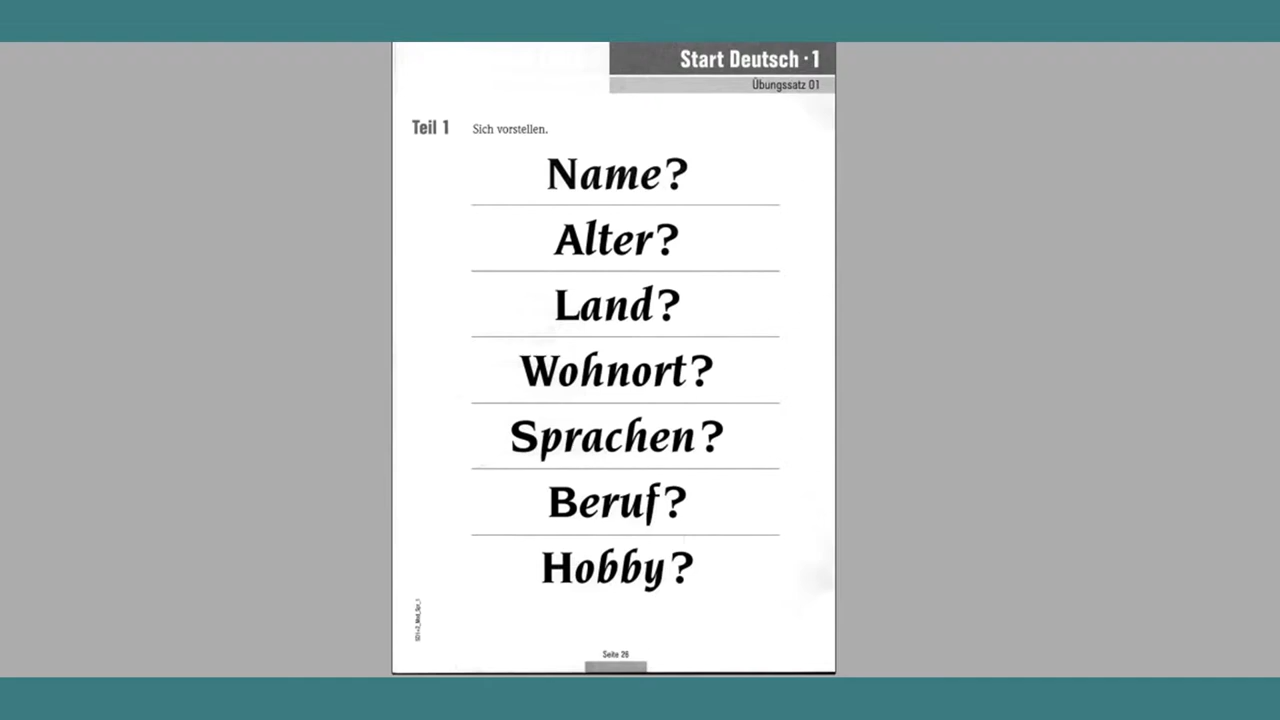 Start Deutsch · 1
Übungssatz 01
Teil 1 Sich vorstellen.
Name?
Alter?
Land?
Wohnort?
Sprachen?
Beruf?
Hobby?
Seite 26